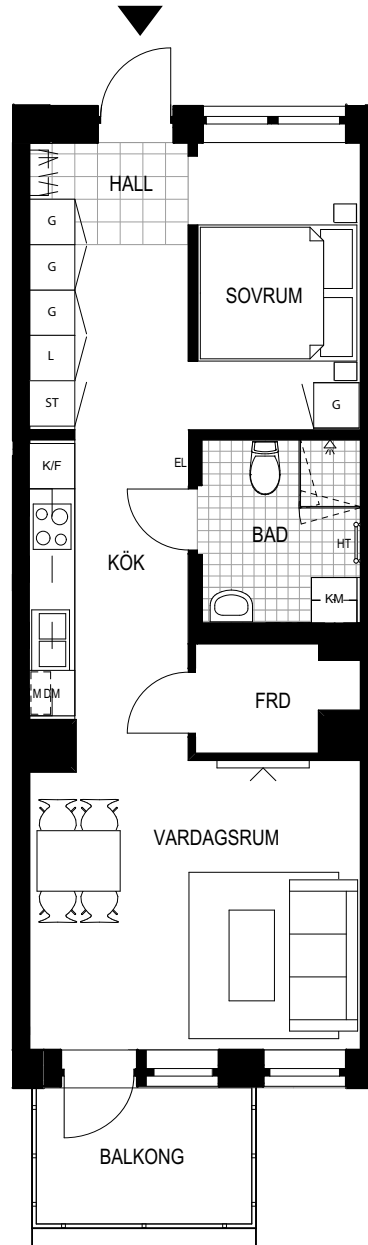 HALL
G
G
SOVRUM
G
L
ST
G
K/F
EL
BAD
HT
KÖK
KM
M DM
FRD
VARDAGSRUM
BALKONG